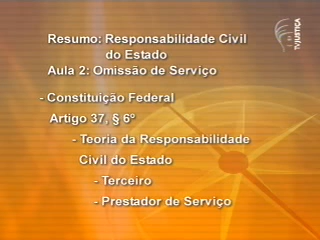 Resumo: Responsabilidade Civil
do Estado
Aula 2: Omissão de Serviço
- Constituição Federal
Artigo 37, § 6º
- Teoria da Responsabilidade
Civil do Estado
- Terceiro
- Prestador de Serviço
TVJUSTIÇA